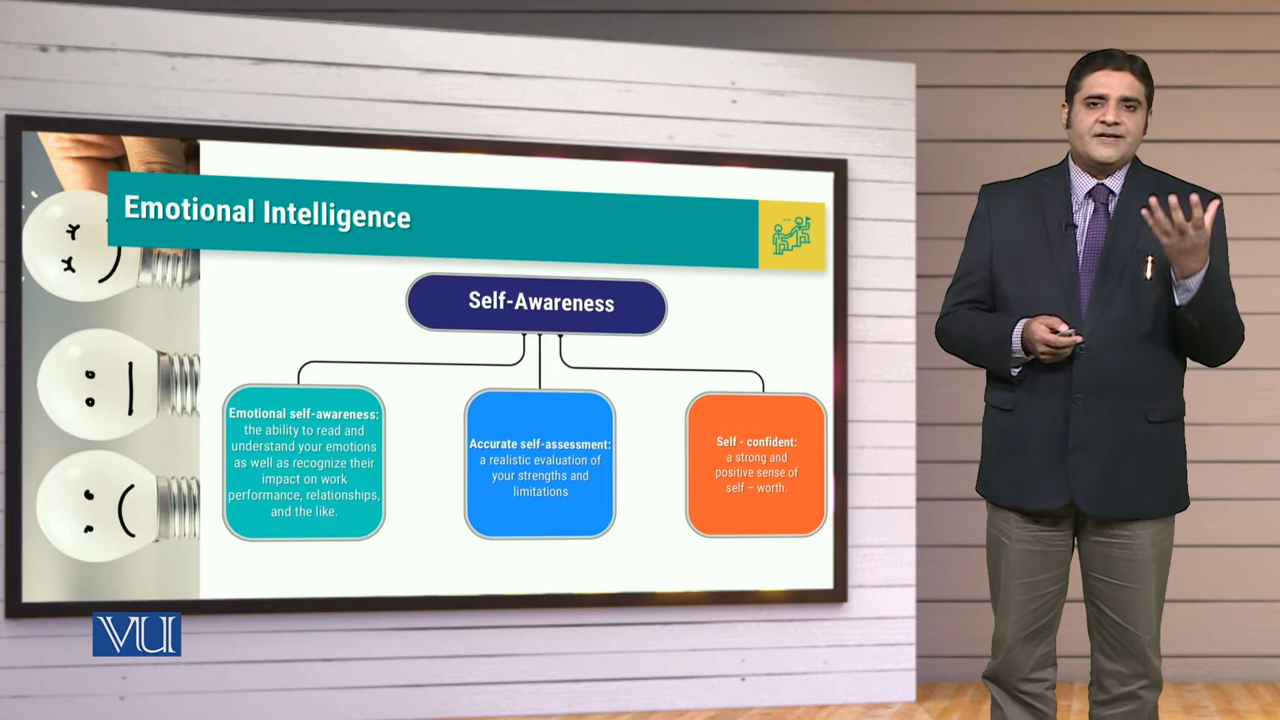 Emotional Intelligence
Self-Awareness
Emotional self-awareness:
the ability to read and
understand your emotions
as well as recognize their
impact on work
performance, relationships,
and the like.
Accurate self-assessment:
a realistic evaluation of
your strengths and
limitations
Self - confident:
a strong and
positive sense of
self – worth.
VU